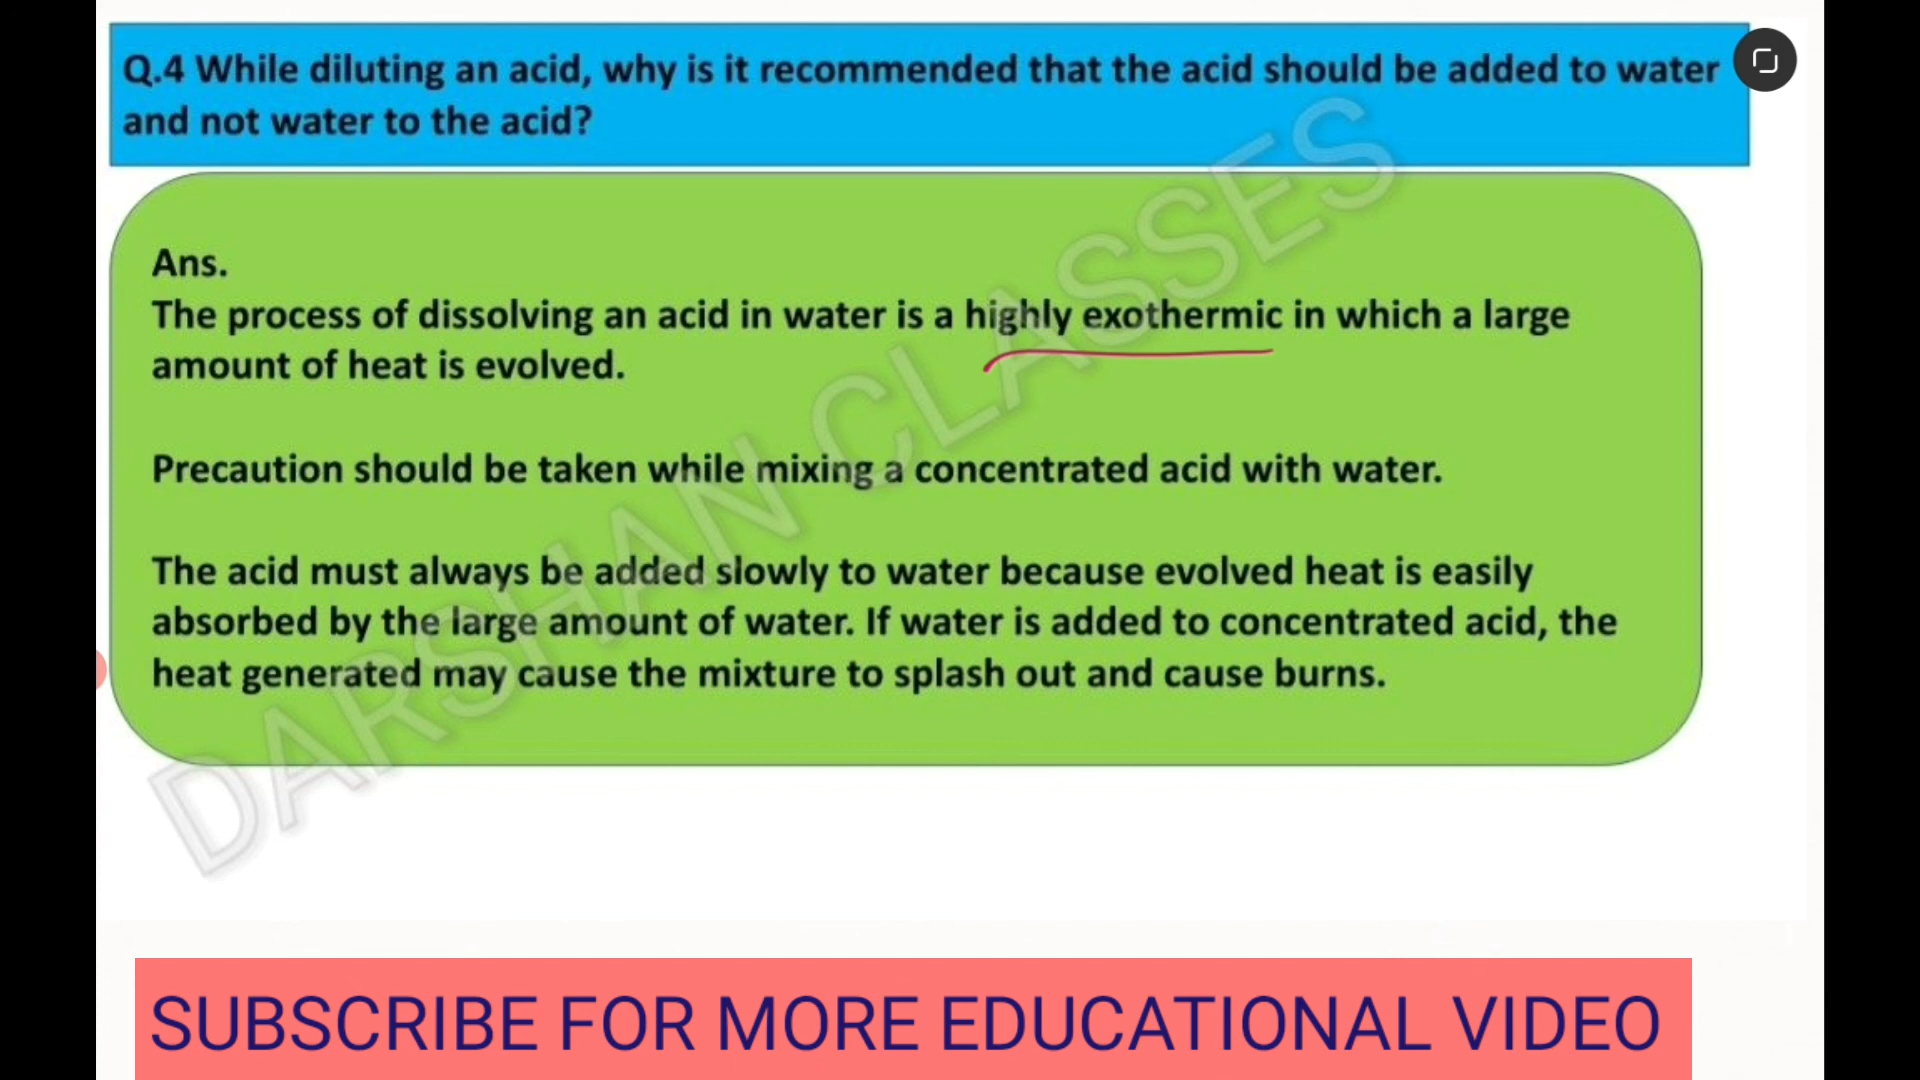 Q.4 While diluting an acid, why is it recommended that the acid should be added to water
and not water to the acid?
Ans.
The process of dissolving an acid in water is a highly exothermic in which a large
amount of heat is evolved.
Precaution should be taken while mixing a concentrated acid with water.
The acid must always be added slowly to water because evolved heat is easily
absorbed by the large amount of water. If water is added to concentrated acid, the
heat generated may cause the mixture to splash out and cause burns.
DARSHAN CLASSES
SUBSCRIBE FOR MORE EDUCATIONAL VIDEO